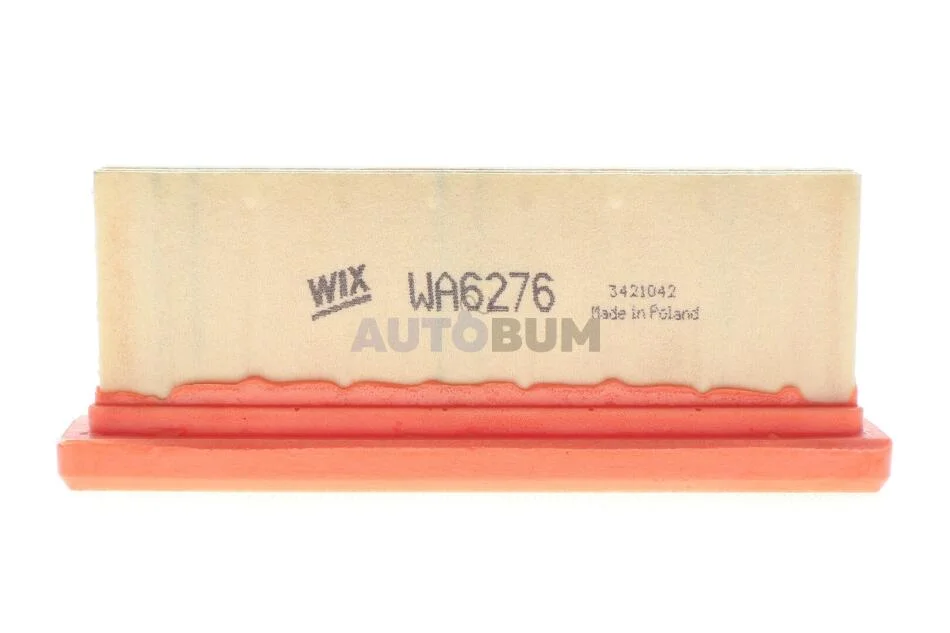 WIX WA6276 3421042
Made in Poland
AUTOBUM